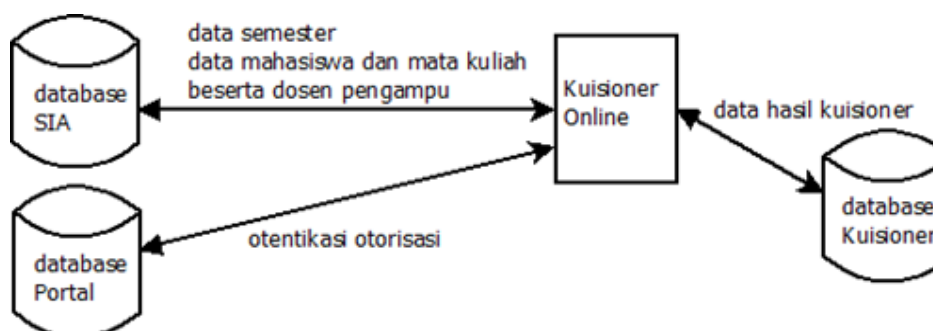 data semester
data mahasiswa dan mata kuliah
beserta dosen pengampu
database
SIA
Kuisioner
Online
data hasil kuisioner
database
Kuisioner
otentikasi otorisasi
database
Portal